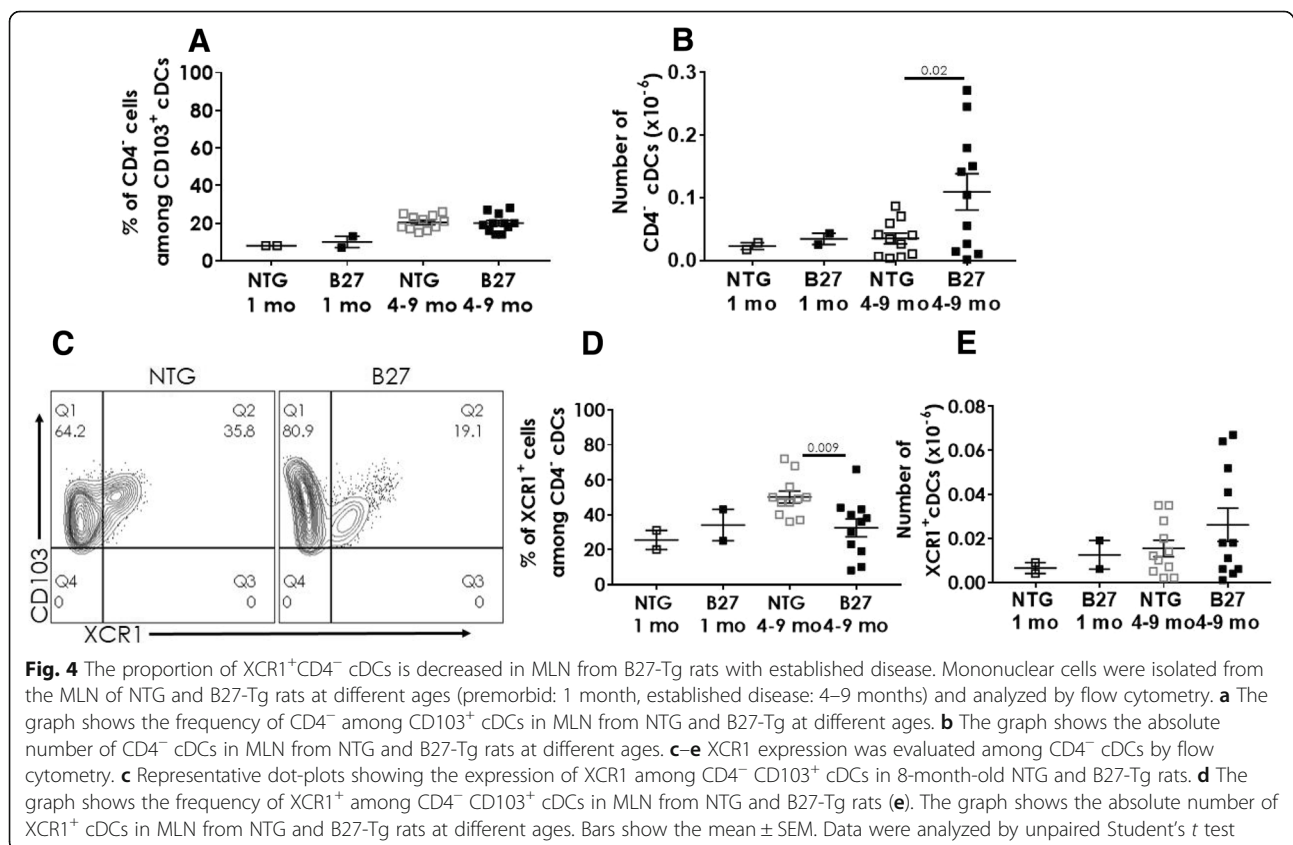 A
% of CD4⁻ cells
among CD103⁺ cDCs
100
80
60
40
20
0
NTG B27 NTG B27
1 mo 1 mo 4-9 mo 4-9 mo
B
Number of
CD4⁻ cDCs (x10⁻⁶)
0.3
0.2
0.1
0.0
0.02
NTG B27 NTG B27
1 mo 1 mo 4-9 mo 4-9 mo
C
NTG B27
Q1 Q2 Q1 Q2
64.2 35.8 80.9 19.1
Q4 Q3 Q4 Q3
0 0 0 0
CD103
XCR1
D
% of XCR1⁺ cells
among CD4⁻ cDCs
100
80
60
40
20
0
0.009
NTG B27 NTG B27
1 mo 1 mo 4-9 mo 4-9 mo
E
Number of
XCR1⁺cDCs (x10⁻⁶)
0.08
0.06
0.04
0.02
0.00
NTG B27 NTG B27
1 mo 1 mo 4-9 mo 4-9 mo
Fig. 4 The proportion of XCR1⁺CD4⁻ cDCs is decreased in MLN from B27-Tg rats with established disease. Mononuclear cells were isolated from
the MLN of NTG and B27-Tg rats at different ages (premorbid: 1 month, established disease: 4–9 months) and analyzed by flow cytometry. a The
graph shows the frequency of CD4⁻ among CD103⁺ cDCs in MLN from NTG and B27-Tg at different ages. b The graph shows the absolute
number of CD4⁻ cDCs in MLN from NTG and B27-Tg rats at different ages. c–e XCR1 expression was evaluated among CD4⁻ cDCs by flow
cytometry. c Representative dot-plots showing the expression of XCR1 among CD4⁻ CD103⁺ cDCs in 8-month-old NTG and B27-Tg rats. d The
graph shows the frequency of XCR1⁺ among CD4⁻ CD103⁺ cDCs in MLN from NTG and B27-Tg rats (e). The graph shows the absolute number of
XCR1⁺ cDCs in MLN from NTG and B27-Tg rats at different ages. Bars show the mean ± SEM. Data were analyzed by unpaired Student's t test